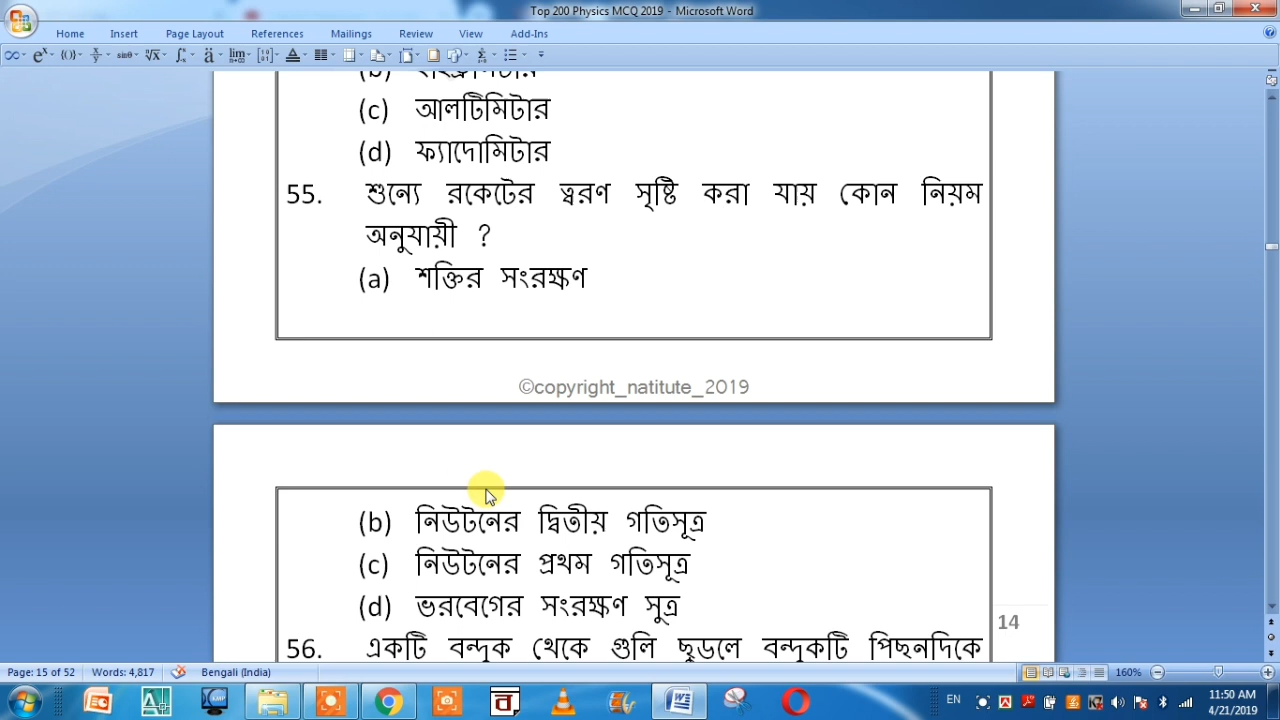 Top 200 Physics MCQ 2019 - Microsoft Word
Home Insert Page Layout References Mailings Review View Add-Ins
(b)
(c) আলটিমিটার
(d) ফ্যাদোমিটার
55. শুন্যে রকেটের ত্বরণ সৃষ্টি করা যায় কোন নিয়ম
অনুযায়ী ?
(a) শক্তির সংরক্ষণ
©copyright_natitute_2019
(b) নিউটনের দ্বিতীয় গতিসূত্র
(c) নিউটনের প্রথম গতিসূত্র
(d) ভরবেগের সংরক্ষণ সুত্র
14
56. একটি বন্দুক থেকে গুলি ছুড়লে বন্দুকটি পিছনদিকে
Page: 15 of 52 Words: 4,817 Bengali (India) 160%
EN 11:50 AM
4/21/2019